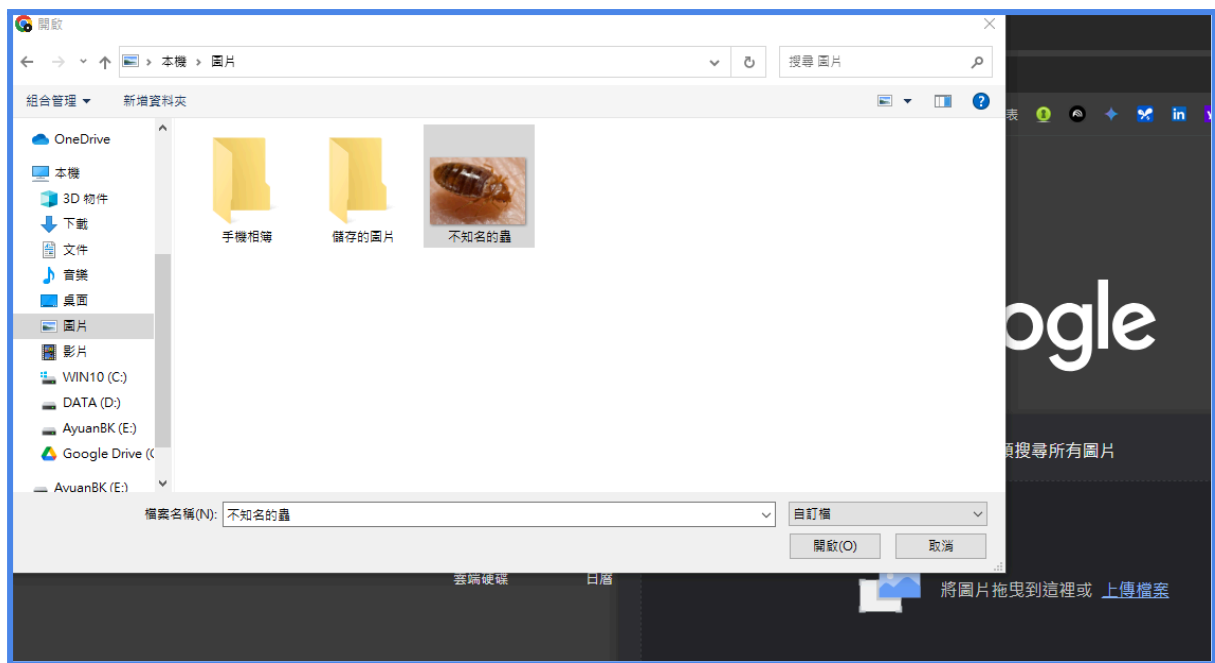 開啟
本機 › 圖片
搜尋 圖片
組合管理
新增資料夾
?
表
in
OneDrive
本機
3D 物件
下載
文件
音樂
桌面
圖片
影片
WIN10 (C:)
DATA (D:)
AyuanBK (E:)
Google Drive (
AyuanBK (E:)
手機相簿
儲存的圖片
不知名的蟲
ogle
搜尋所有圖片
檔案名稱(N):
不知名的蟲
自訂檔
開啟(O)
取消
雲端硬碟
日曆
將圖片拖曳到這裡或 上傳檔案